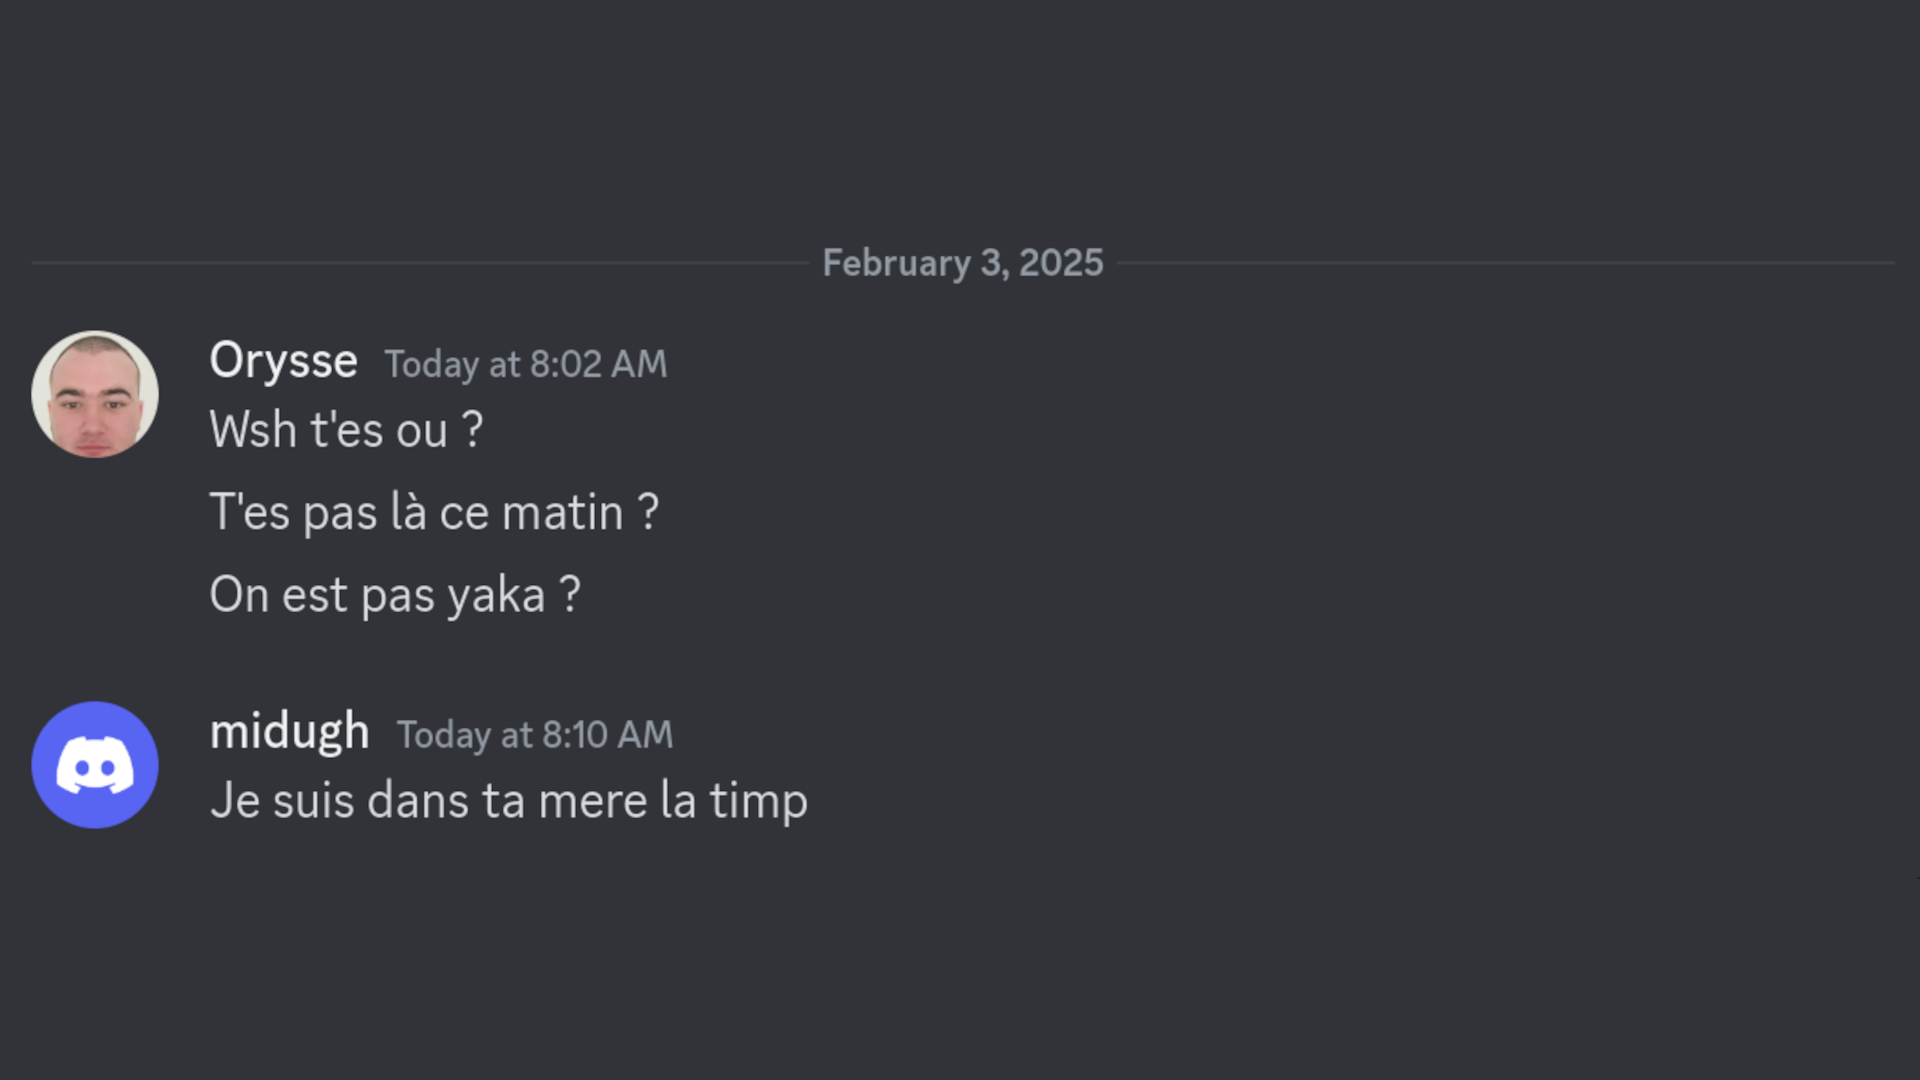 February 3, 2025
Orysse Today at 8:02 AM
Wsh t'es ou ?
T'es pas là ce matin ?
On est pas yaka ?
midugh Today at 8:10 AM
Je suis dans ta mere la timp